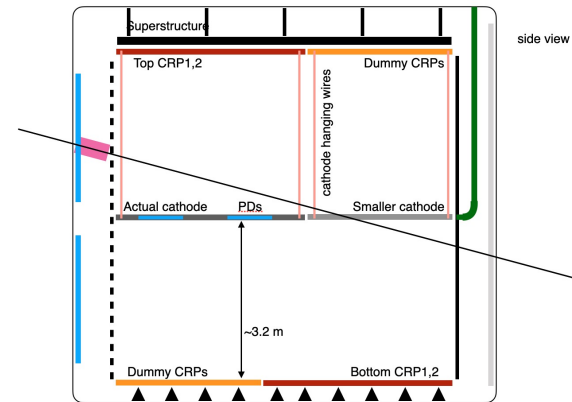 Superstructure
side view
Top CRP1,2
Dummy CRPs
cathode hanging wires
Actual cathode
PDs
Smaller cathode
~3.2 m
Dummy CRPs
Bottom CRP1,2